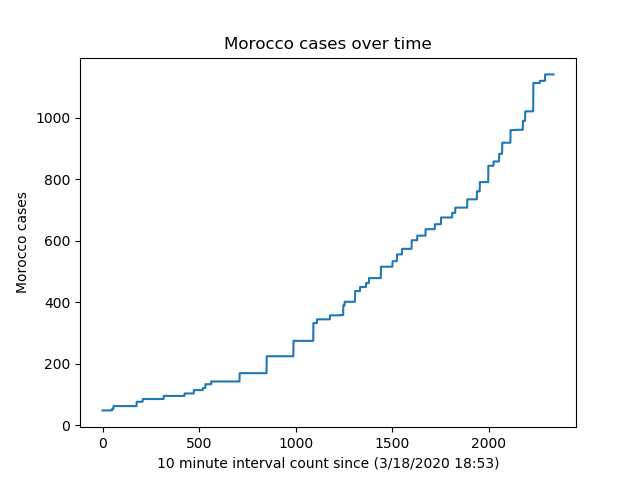 Morocco cases over time
Morocco cases
1000
800
600
400
200
0
0 500 1000 1500 2000
10 minute interval count since (3/18/2020 18:53)